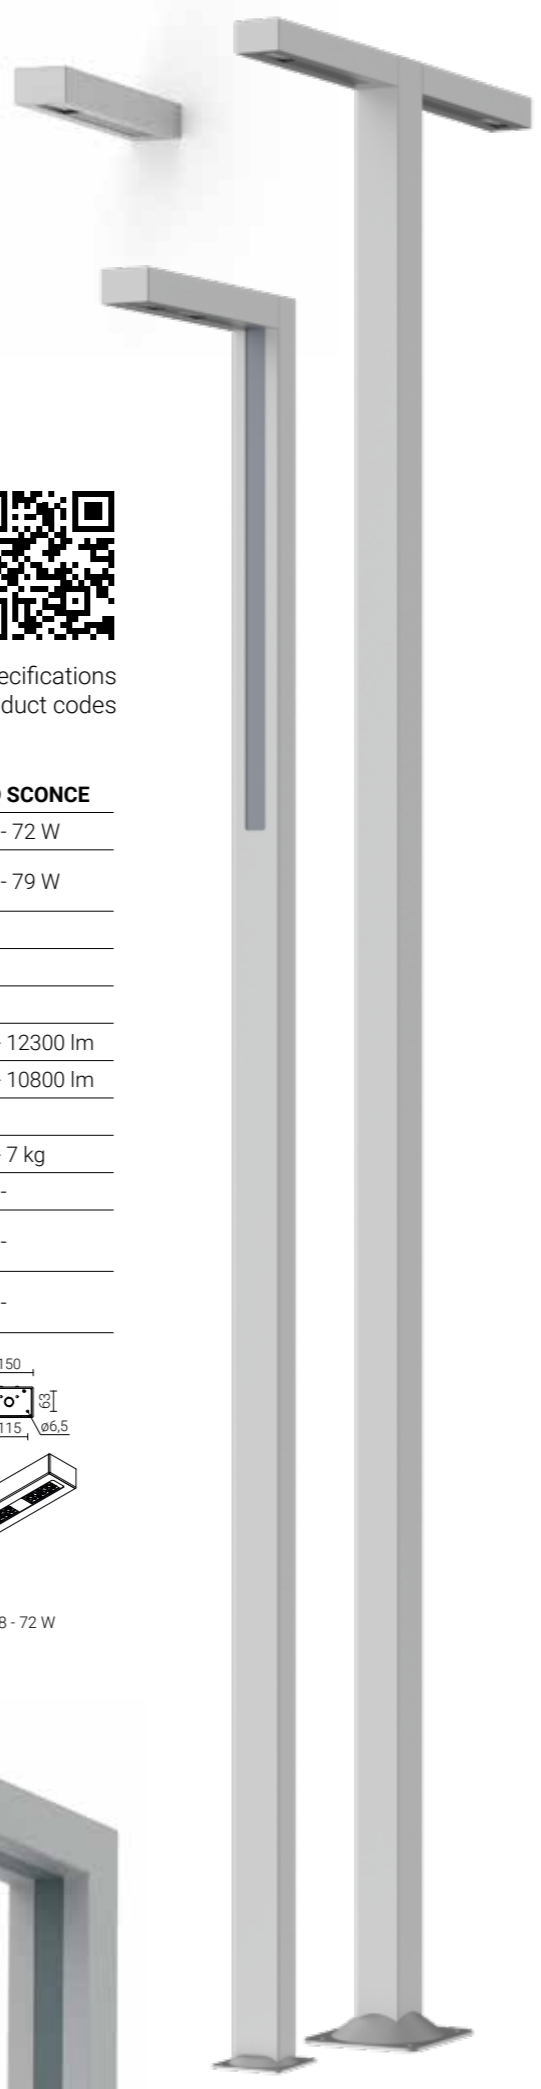 ecifications
duct codes
SCONCE
- 72 W
- 79 W
- 12300 lm
- 10800 lm
- 7 kg
-
-
-
150
63
115
ø6,5
8 - 72 W